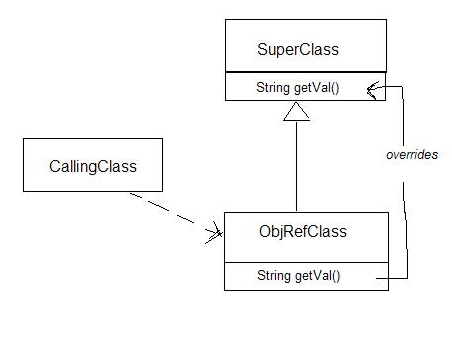 SuperClass
String getVal()
overrides
CallingClass
ObjRefClass
String getVal()